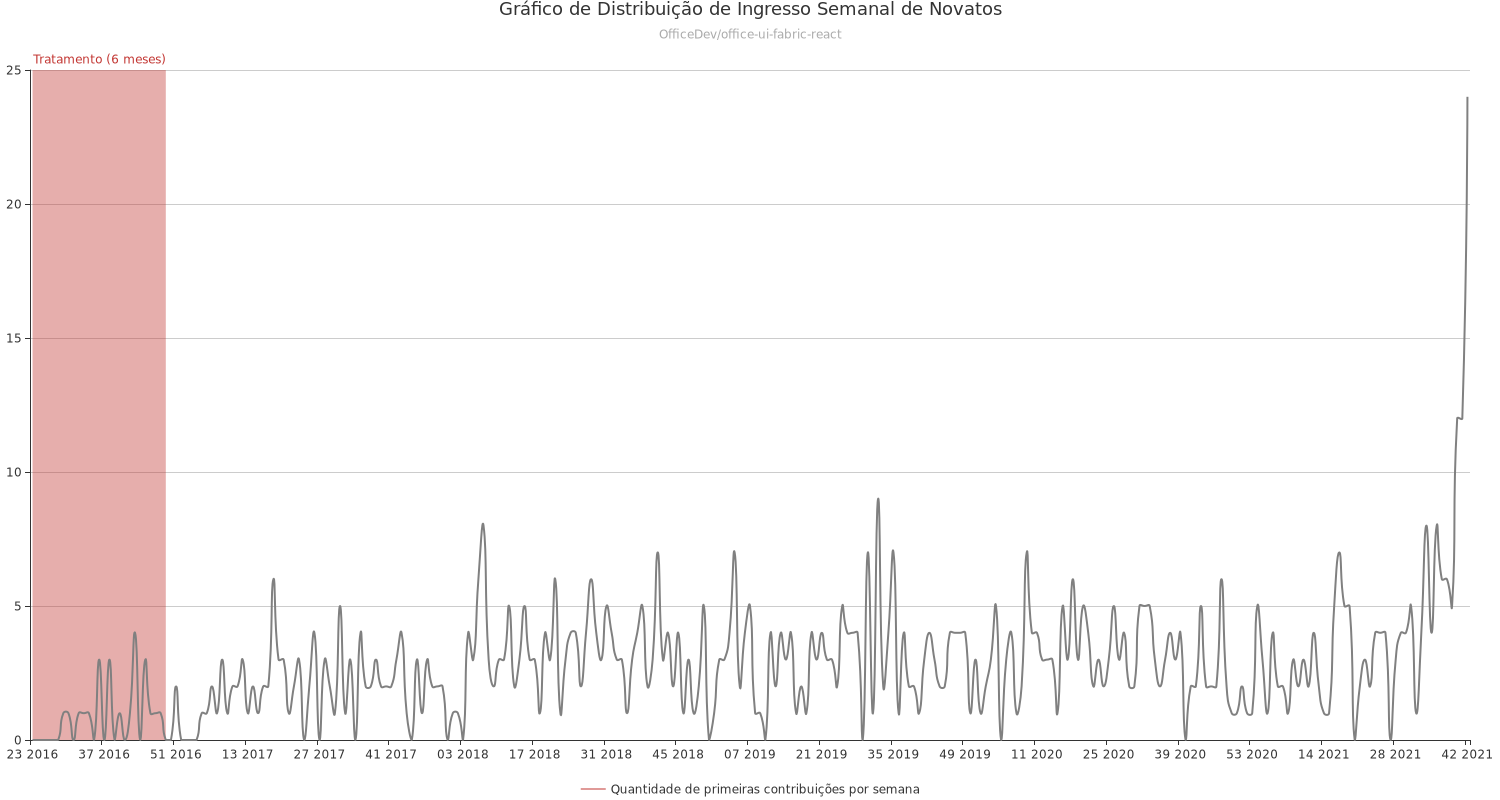 Gráfico de Distribuição de Ingresso Semanal de Novatos
OfficeDev/office-ui-fabric-react
Tratamento (6 meses)
25
20
15
10
5
0
23 2016 37 2016 51 2016 13 2017 27 2017 41 2017 03 2018 17 2018 31 2018 45 2018 07 2019 21 2019 35 2019 49 2019 11 2020 25 2020 39 2020 53 2020 14 2021 28 2021 42 2021
Quantidade de primeiras contribuições por semana